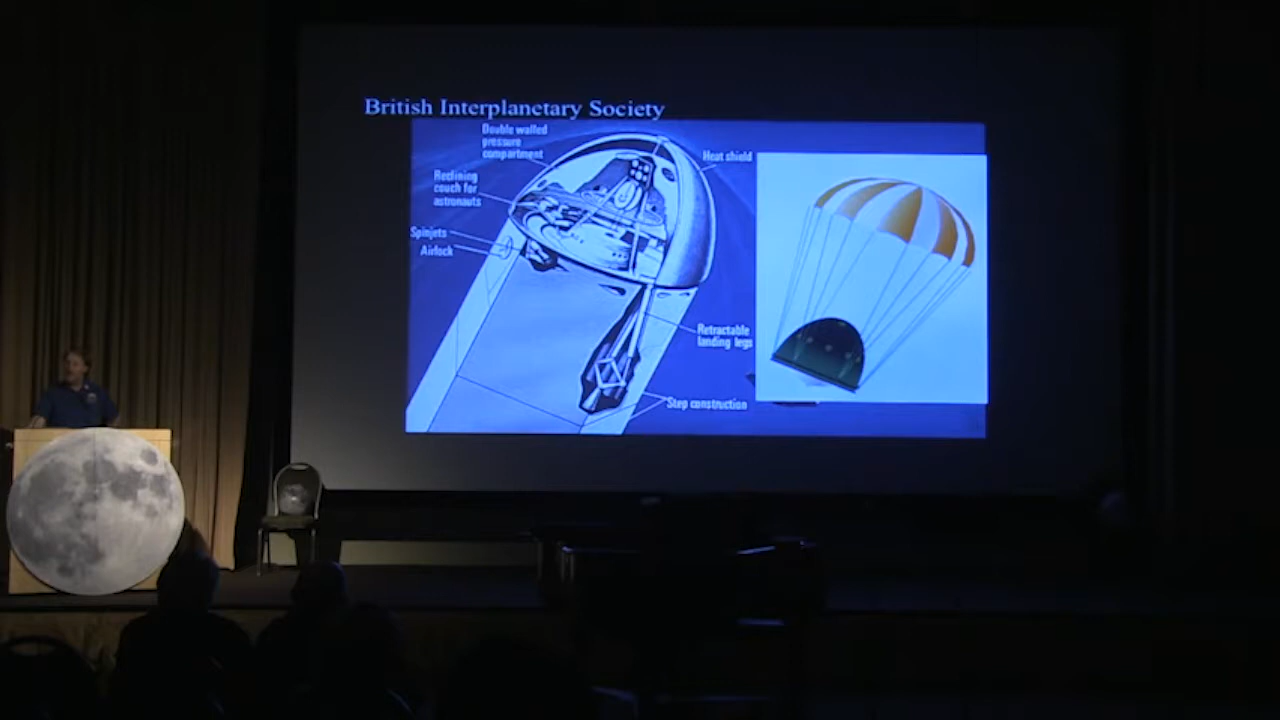 British Interplanetary Society
Double walled
pressure
compartment
Heat shield
Reclining
couch for
astronauts
Spinjets
Airlock
Retractable
landing legs
Step construction